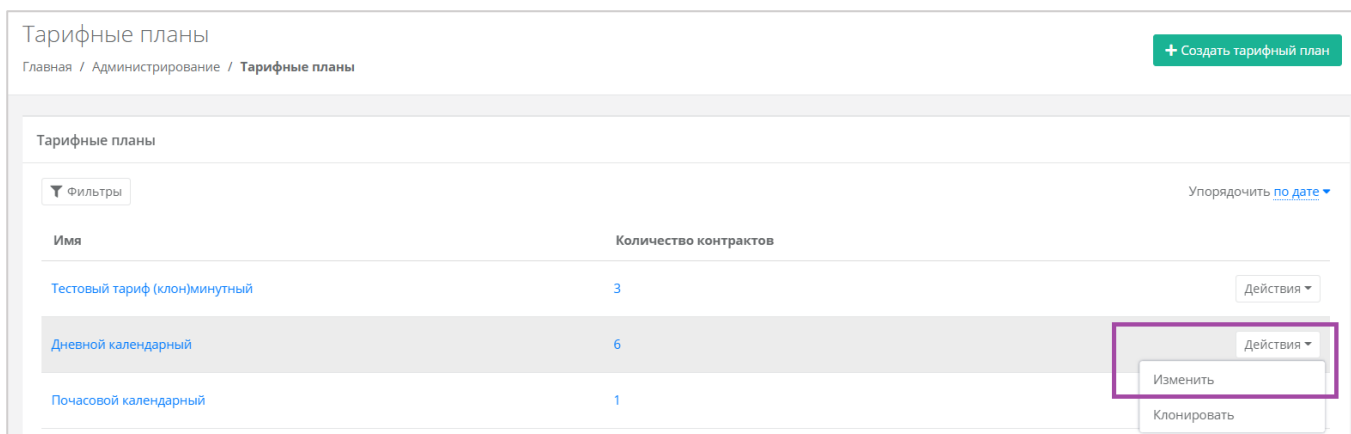 Тарифные планы
Главная / Администрирование / Тарифные планы
Создать тарифный план
Тарифные планы
Фильтры
Упорядочить по дате
Имя Количество контрактов
Тестовый тариф (клон)минутный 3 Действия
Дневной календарный 6 Действия
Изменить
Почасовой календарный 1
Клонировать